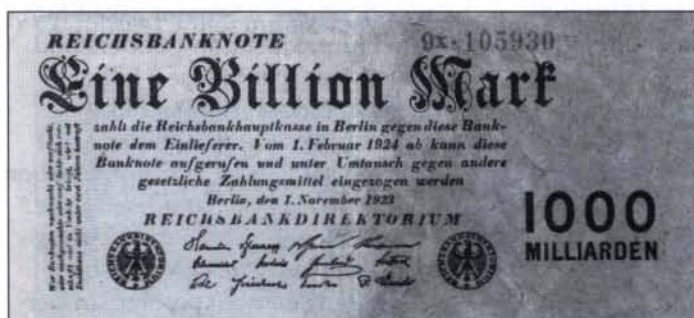 REICHSBANKNOTE
9x·105930
Eine Billion Mark
zahlt die Reichsbankhauptkasse in Berlin gegen diese Bank-
note dem Einlieferer. Vom 1. Februar 1924 ab kann diese
Banknote aufgerufen und unter Umtausch gegen andere
gesetzliche Zahlungsmittel eingezogen werden
Berlin, den 1. November 1923
REICHSBANKDIREKTORIUM
1000
MILLIARDEN